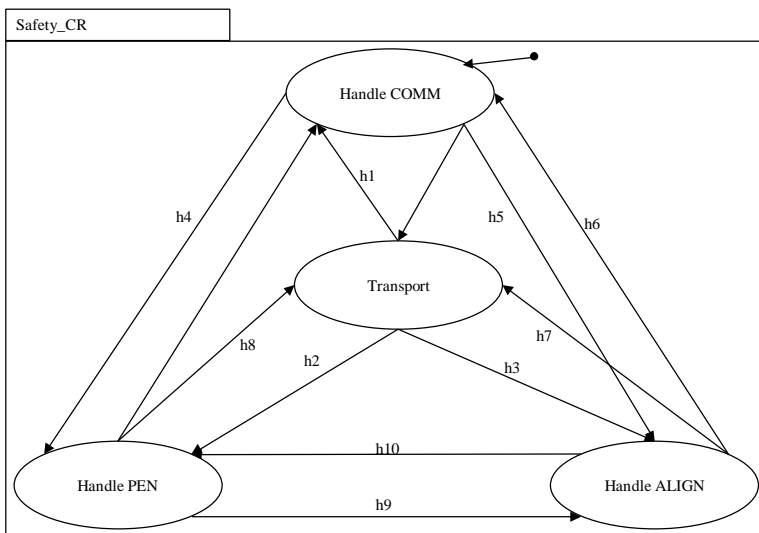 Safety_CR
Handle COMM
h1
h4
h5
h6
Transport
h8
h2
h3
h7
h10
Handle PEN
Handle ALIGN
h9